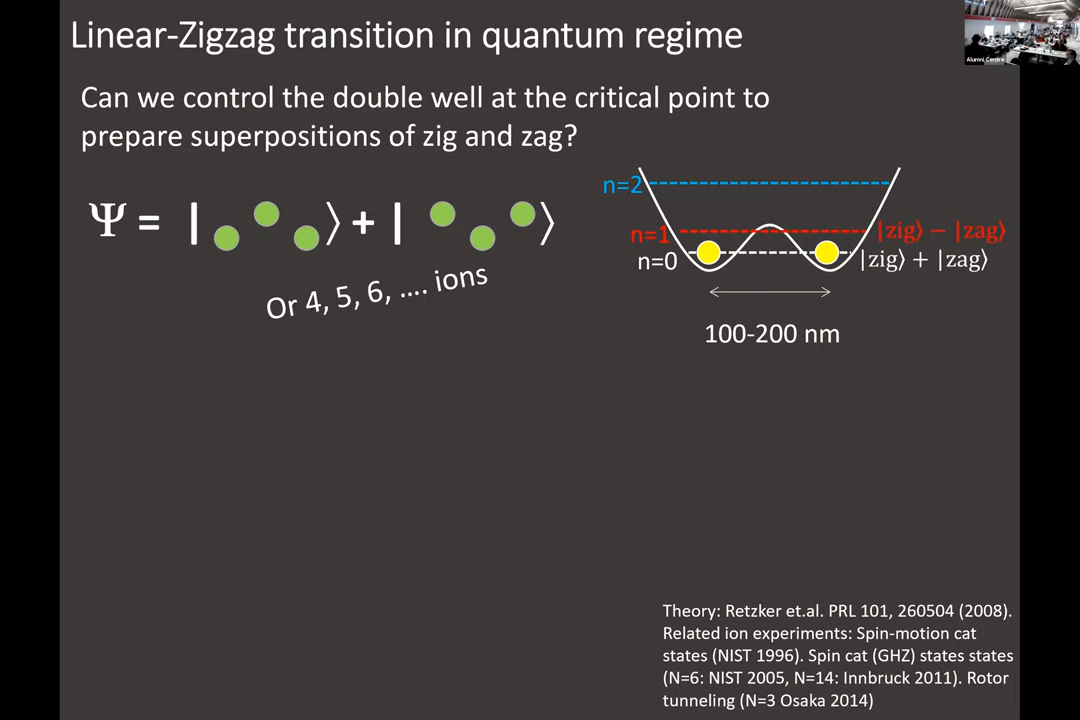 Linear-Zigzag transition in quantum regime
Alumni Centre
Can we control the double well at the critical point to
prepare superpositions of zig and zag?
Ψ = | ⟩ + | ⟩
Or 4, 5, 6, …. ions
n=2
n=1
|zig⟩ − |zag⟩
n=0
|zig⟩ + |zag⟩
100-200 nm
Theory: Retzker et.al. PRL 101, 260504 (2008).
Related ion experiments: Spin-motion cat
states (NIST 1996). Spin cat (GHZ) states states
(N=6: NIST 2005, N=14: Innbruck 2011). Rotor
tunneling (N=3 Osaka 2014)